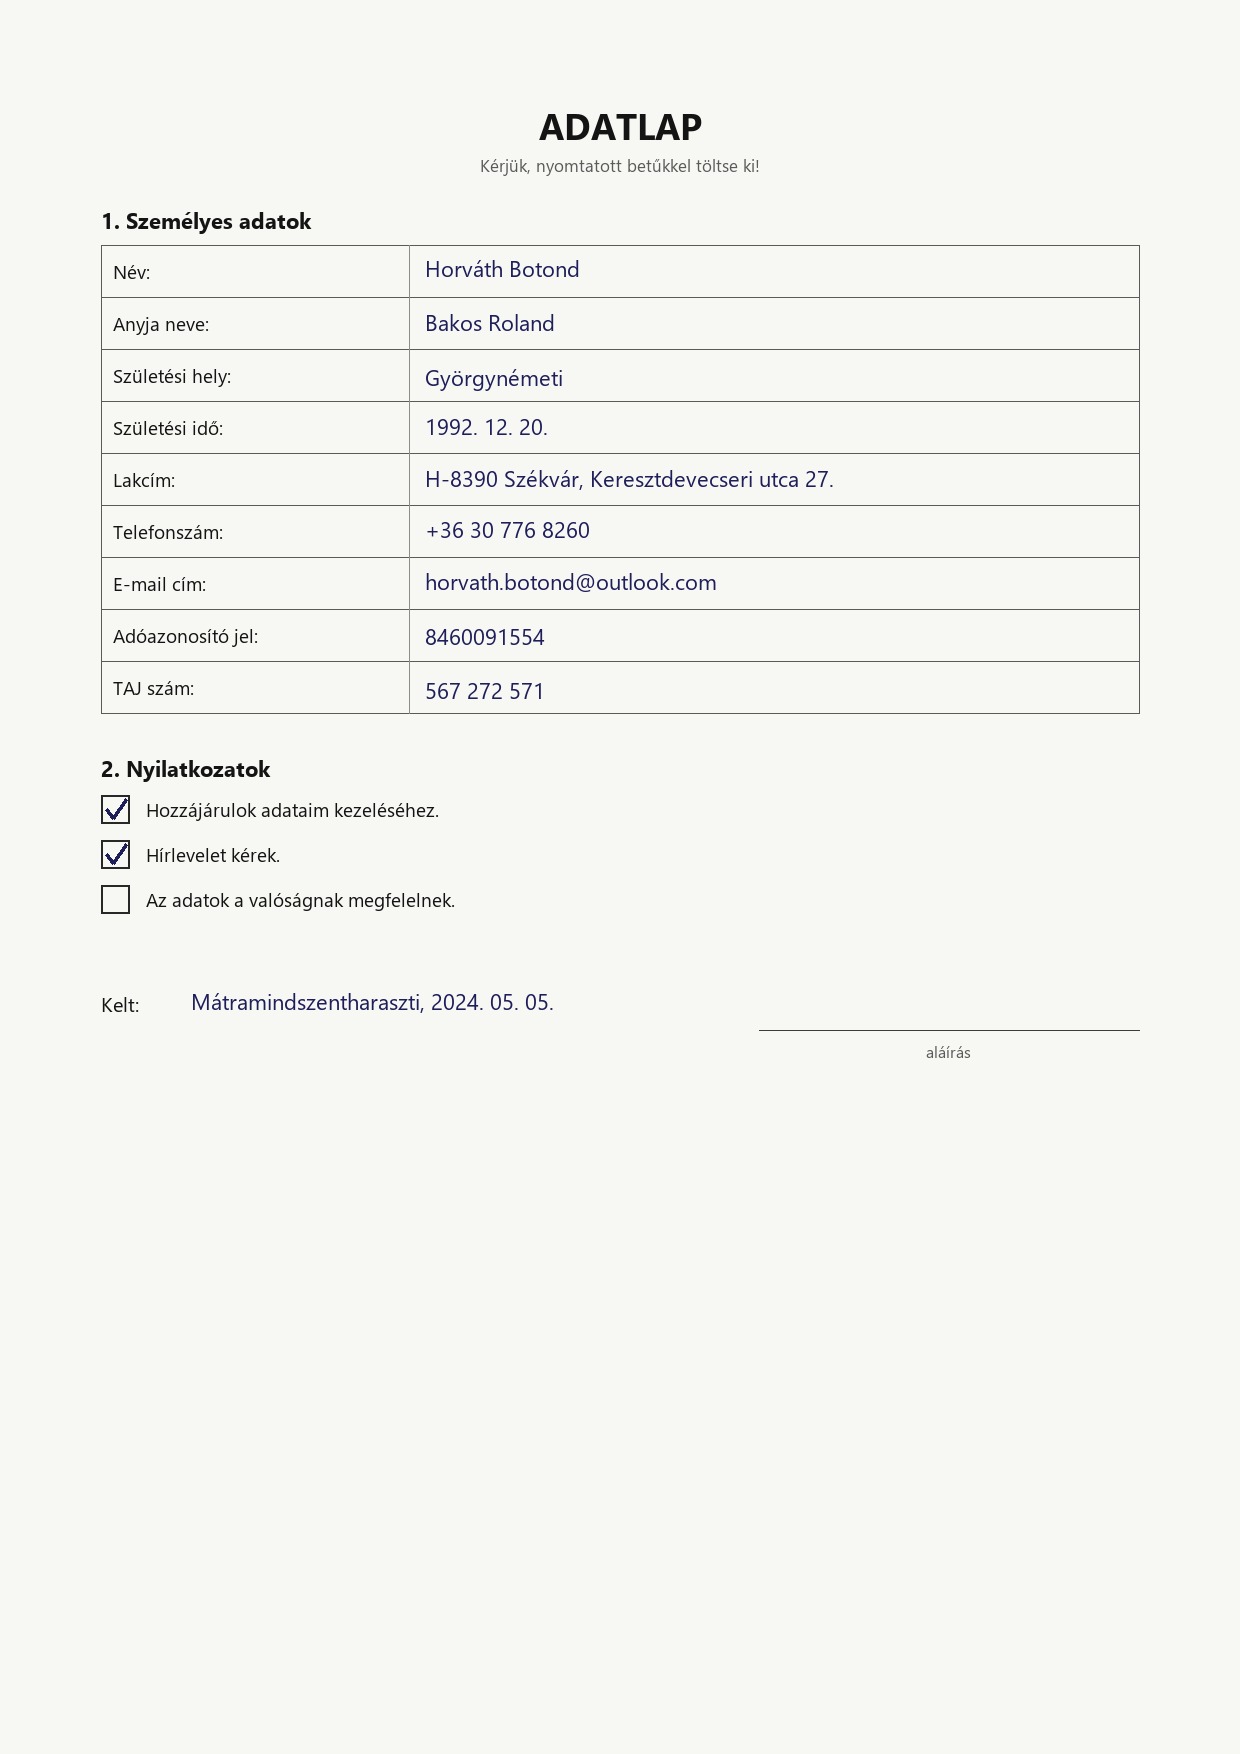 ADATLAP
Kérjük, nyomtatott betűkkel töltse ki!
1. Személyes adatok
Név: Horváth Botond
Anyja neve: Bakos Roland
Születési hely: Györgynémeti
Születési idő: 1992. 12. 20.
Lakcím: H-8390 Székvár, Keresztdevecseri utca 27.
Telefonszám: +36 30 776 8260
E-mail cím: horvath.botond@outlook.com
Adóazonosító jel: 8460091554
TAJ szám: 567 272 571
2. Nyilatkozatok
Hozzájárulok adataim kezeléséhez.
Hírlevelet kérek.
Az adatok a valóságnak megfelelnek.
Kelt: Mátramindszentharaszti, 2024. 05. 05.
aláírás